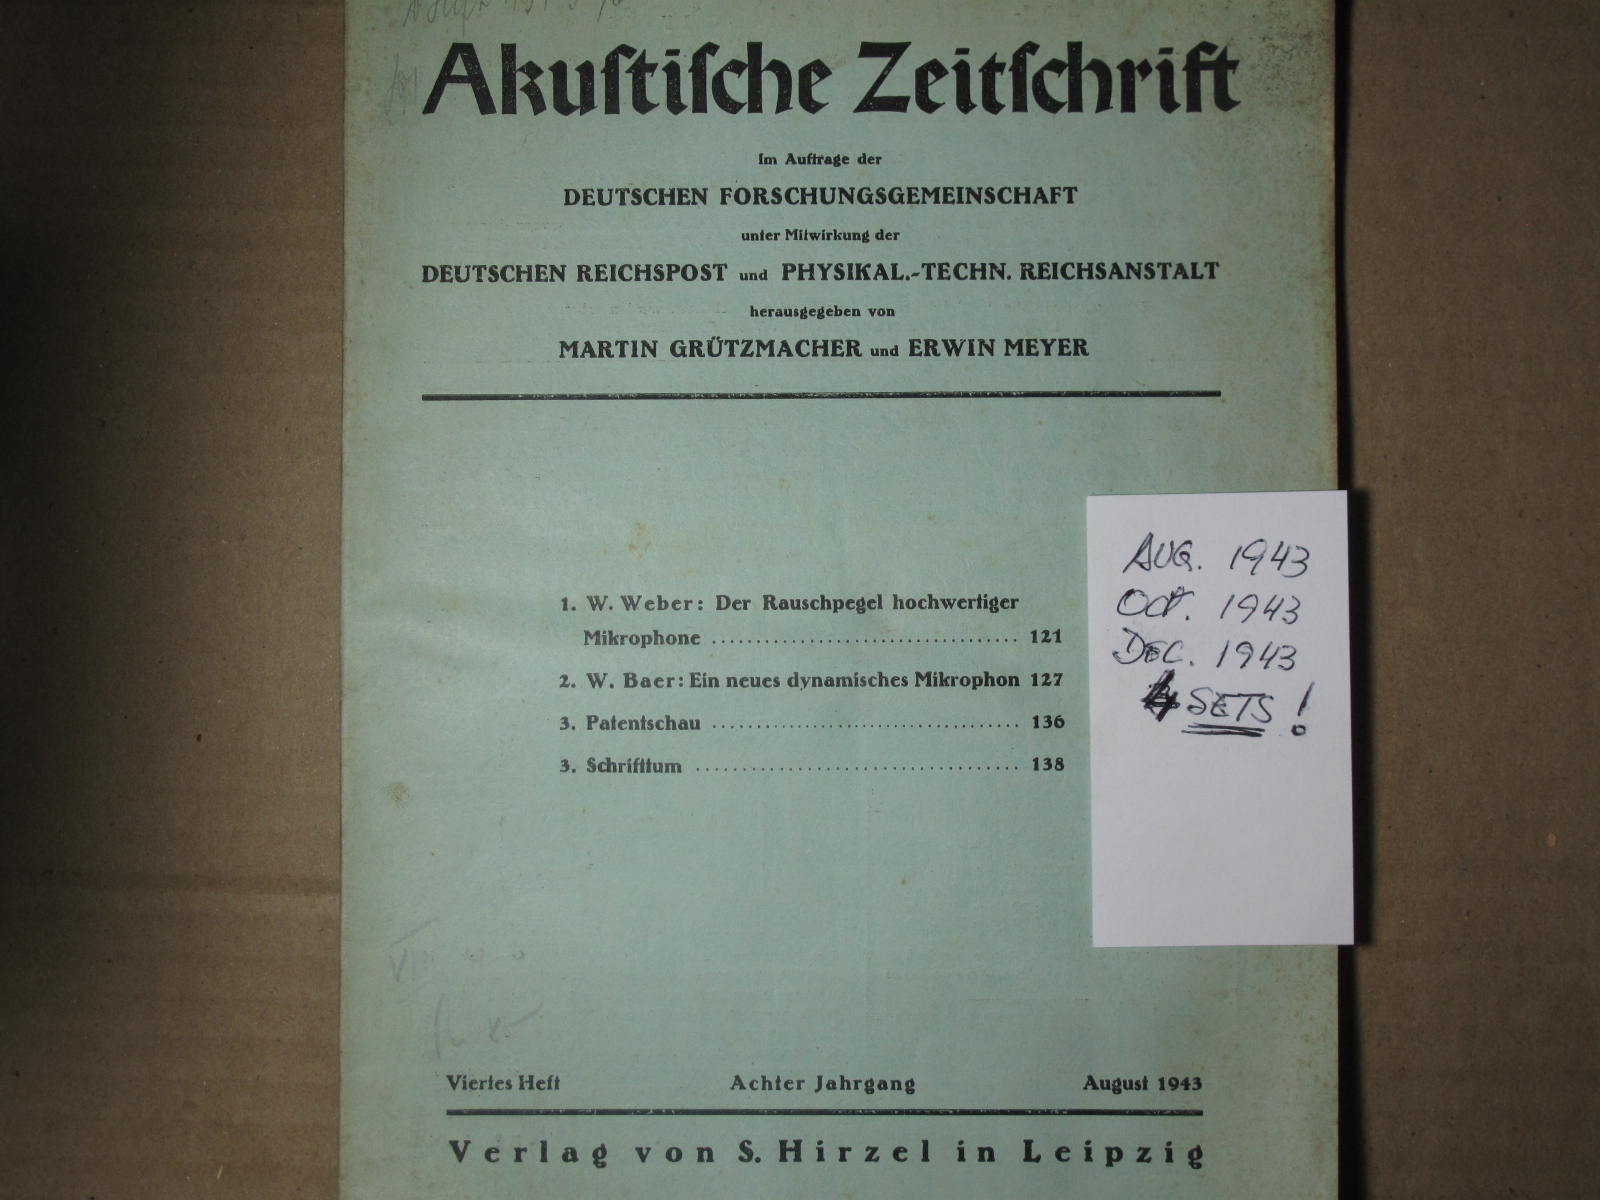 Akuſtiſche Zeitſchrift
Im Auftrage der
DEUTSCHEN FORSCHUNGSGEMEINSCHAFT
unter Mitwirkung der
DEUTSCHEN REICHSPOST und PHYSIKAL.-TECHN. REICHSANSTALT
herausgegeben von
MARTIN GRÜTZMACHER und ERWIN MEYER
1. W. Weber: Der Rauschpegel hochwertiger
Mikrophone .................................. 121
2. W. Baer: Ein neues dynamisches Mikrophon 127
3. Patentschau .................................. 136
3. Schrifttum .................................. 138
AUG. 1943
Oct. 1943
DEC. 1943
4 SETS !
Viertes Heft Achter Jahrgang August 1943
Verlag von S. Hirzel in Leipzig